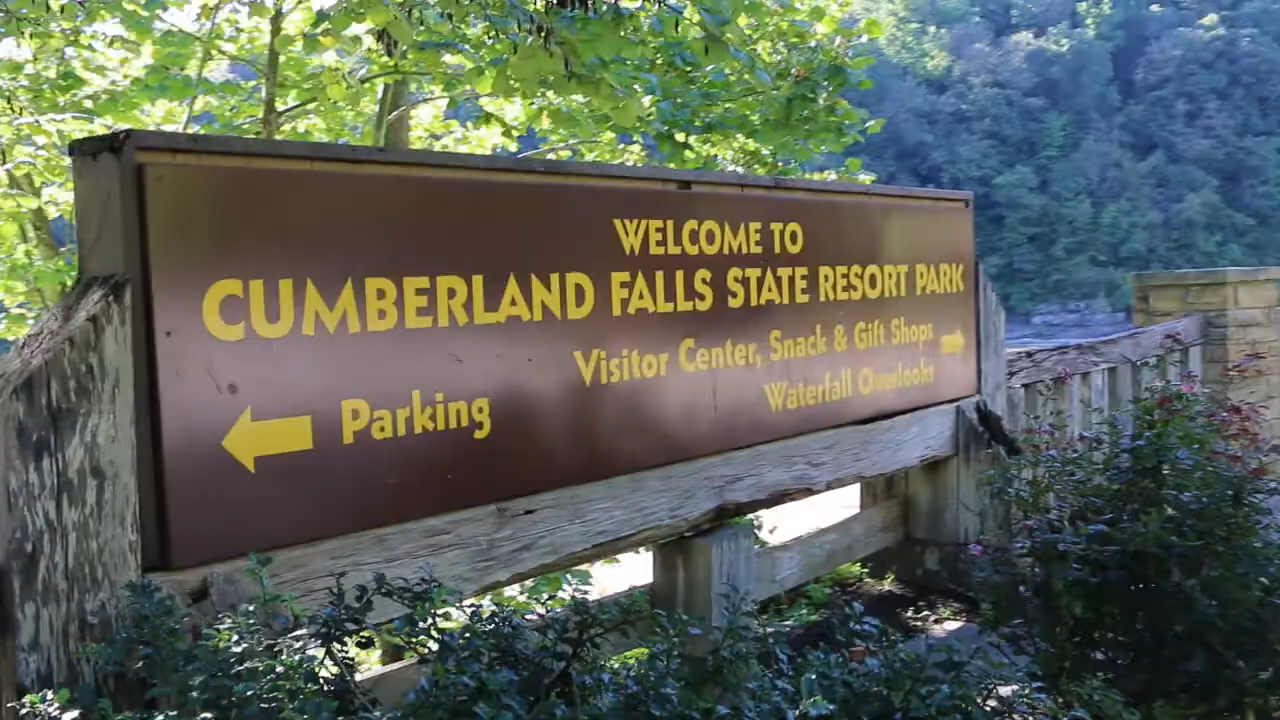 WELCOME TO
CUMBERLAND FALLS STATE RESORT PARK
Visitor Center, Snack & Gift Shops
Waterfall Overlooks
Parking